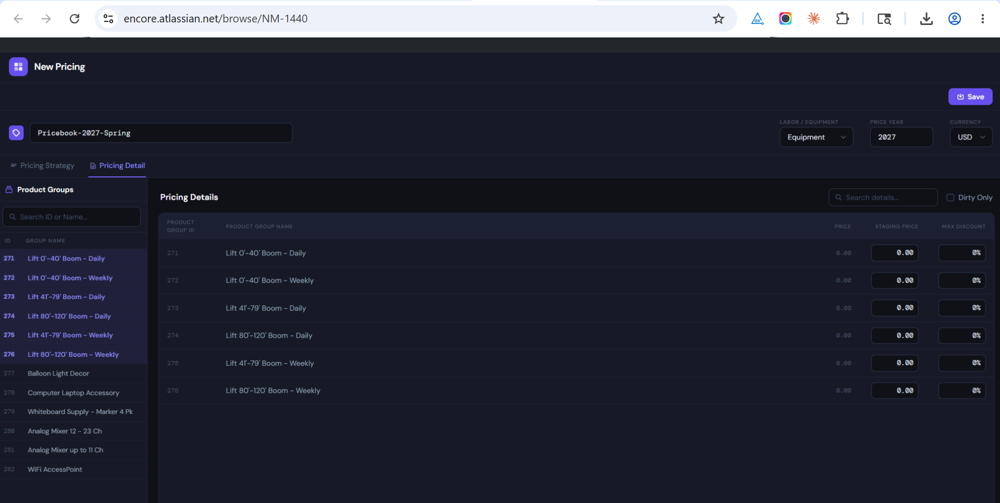 encore.atlassian.net/browse/NM-1440
New Pricing
Save
Pricebook-2027-Spring
LABOR / EQUIPMENT
Equipment
PRICE YEAR
2027
CURRENCY
USD
Pricing Strategy
Pricing Detail
Product Groups
Search ID or Name...
ID GROUP NAME
271 Lift 0'-40' Boom - Daily
272 Lift 0'-40' Boom - Weekly
273 Lift 41'-79' Boom - Daily
274 Lift 80'-120' Boom - Daily
275 Lift 41'-79' Boom - Weekly
276 Lift 80'-120' Boom - Weekly
277 Balloon Light Decor
278 Computer Laptop Accessory
279 Whiteboard Supply - Marker 4 Pk
280 Analog Mixer 12 - 23 Ch
281 Analog Mixer up to 11 Ch
282 WiFi AccessPoint
Pricing Details
Search details...
Dirty Only
PRODUCT GROUP ID PRODUCT GROUP NAME PRICE STAGING PRICE MAX DISCOUNT
271 Lift 0'-40' Boom - Daily 0.00 0.00 0%
272 Lift 0'-40' Boom - Weekly 0.00 0.00 0%
273 Lift 41'-79' Boom - Daily 0.00 0.00 0%
274 Lift 80'-120' Boom - Daily 0.00 0.00 0%
275 Lift 41'-79' Boom - Weekly 0.00 0.00 0%
276 Lift 80'-120' Boom - Weekly 0.00 0.00 0%